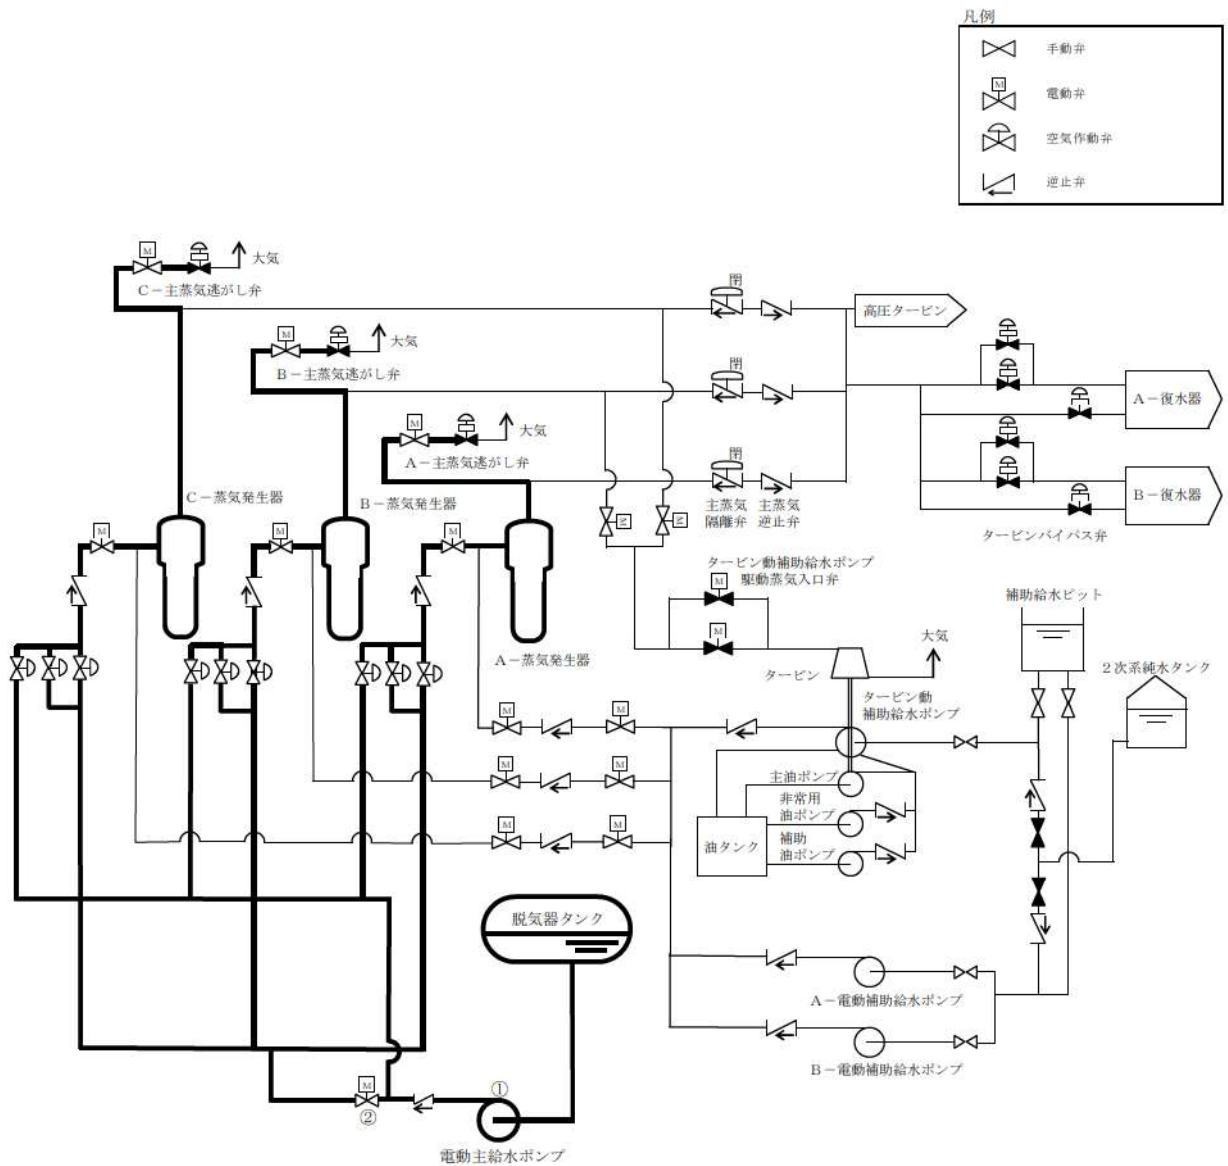 凡例
手動弁
M
電動弁
空気作動弁
逆止弁
M
大気
C－主蒸気逃がし弁
閉
高圧タービン
M
大気
B－主蒸気逃がし弁
閉
M
大気
A－主蒸気逃がし弁
閉
A－復水器
B－復水器
C－蒸気発生器
B－蒸気発生器
主蒸気
隔離弁
主蒸気
逆止弁
タービンバイパス弁
M
M
M
M
M
タービン動補助給水ポンプ
駆動蒸気入口弁
M
M
補助給水ピット
A－蒸気発生器
タービン
大気
2次系純水タンク
タービン動
補助給水ポンプ
M
M
主油ポンプ
M
M
非常用
油ポンプ
M
M
油タンク
補助
油ポンプ
脱気器タンク
A－電動補助給水ポンプ
B－電動補助給水ポンプ
M
①
②
電動主給水ポンプ